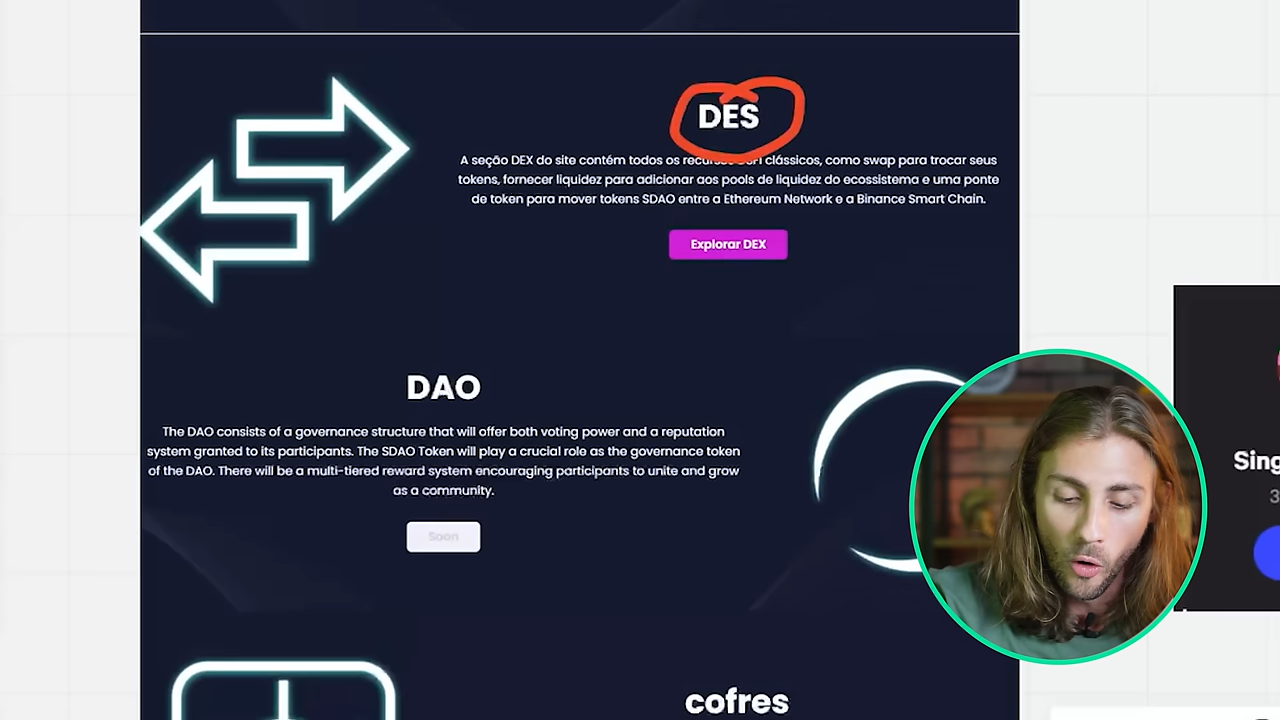 DES
A seção DEX do site contém todos os recursos DeFi clássicos, como swap para trocar seus
tokens, fornecer liquidez para adicionar aos pools de liquidez do ecossistema e uma ponte
de token para mover tokens SDAO entre a Ethereum Network e a Binance Smart Chain.
Explorar DEX
DAO
The DAO consists of a governance structure that will offer both voting power and a reputation
system granted to its participants. The SDAO Token will play a crucial role as the governance token
of the DAO. There will be a multi-tiered reward system encouraging participants to unite and grow
as a community.
Soon
Sing
3
cofres